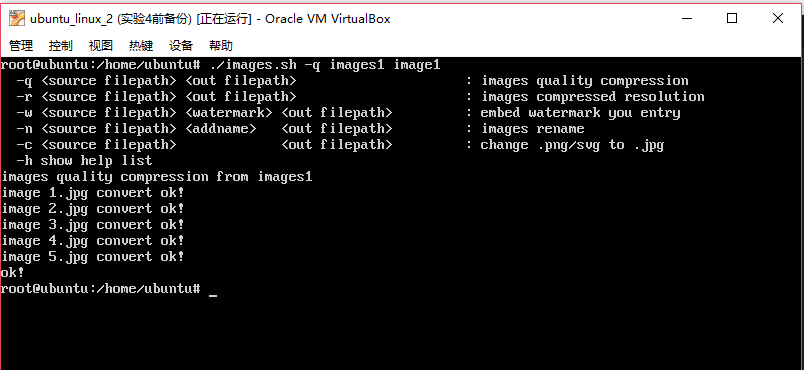 ubuntu_linux_2 (实验4前备份) [正在运行] - Oracle VM VirtualBox
管理 控制 视图 热键 设备 帮助
root@ubuntu:/home/ubuntu# ./images.sh -q images1 image1
-q <source filepath> <out filepath> : images quality compression
-r <source filepath> <out filepath> : images compressed resolution
-w <source filepath> <watermark> <out filepath> : embed watermark you entry
-n <source filepath> <addname> <out filepath> : images rename
-c <source filepath> <out filepath> : change .png/svg to .jpg
-h show help list
images quality compression from images1
image 1.jpg convert ok!
image 2.jpg convert ok!
image 3.jpg convert ok!
image 4.jpg convert ok!
image 5.jpg convert ok!
ok!
root@ubuntu:/home/ubuntu# _